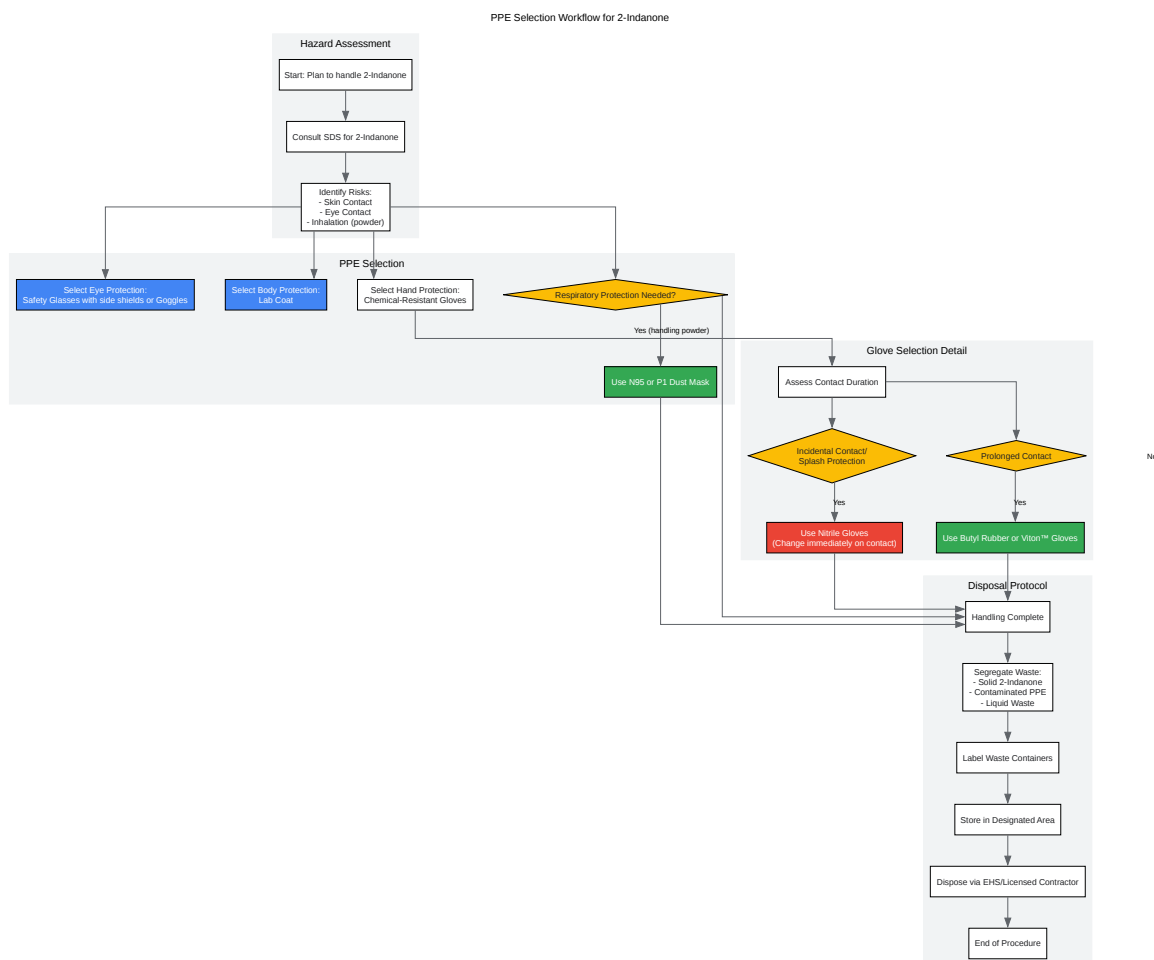 PPE Selection Workflow for 2-Indanone
Hazard Assessment
Start: Plan to handle 2-Indanone
Consult SDS for 2-Indanone
Identify Risks:
- Skin Contact
- Eye Contact
- Inhalation (powder)
PPE Selection
Select Eye Protection:
Safety Glasses with side shields or Goggles
Select Body Protection:
Lab Coat
Select Hand Protection:
Chemical-Resistant Gloves
Respiratory Protection Needed?
Yes (handling powder)
Use N95 or P1 Dust Mask
Glove Selection Detail
Assess Contact Duration
Incidental Contact/
Splash Protection
Prolonged Contact
Yes
Yes
Use Nitrile Gloves
(Change immediately on contact)
Use Butyl Rubber or Viton™ Gloves
Disposal Protocol
Handling Complete
Segregate Waste:
- Solid 2-Indanone
- Contaminated PPE
- Liquid Waste
Label Waste Containers
Store in Designated Area
Dispose via EHS/Licensed Contractor
End of Procedure